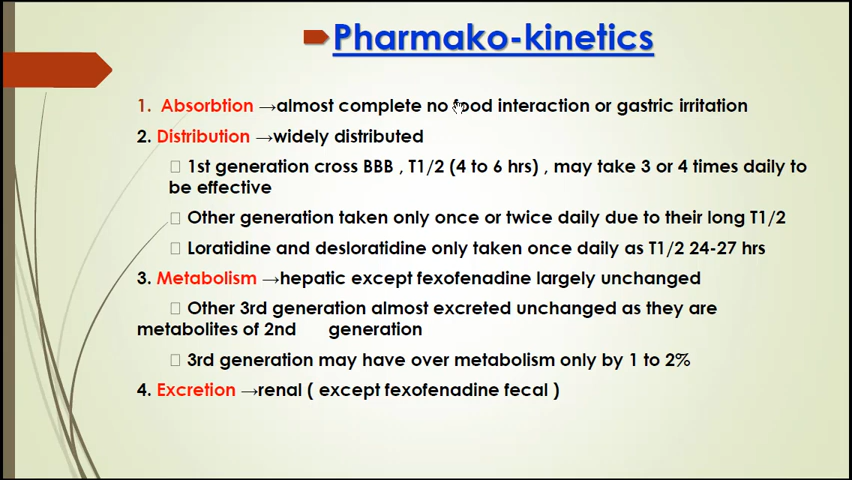 Pharmako-kinetics
1. Absorbtion →almost complete no food interaction or gastric irritation
2. Distribution →widely distributed
1st generation cross BBB , T1/2 (4 to 6 hrs) , may take 3 or 4 times daily to
be effective
Other generation taken only once or twice daily due to their long T1/2
Loratidine and desloratidine only taken once daily as T1/2 24-27 hrs
3. Metabolism →hepatic except fexofenadine largely unchanged
Other 3rd generation almost excreted unchanged as they are
metabolites of 2nd generation
3rd generation may have over metabolism only by 1 to 2%
4. Excretion →renal ( except fexofenadine fecal )